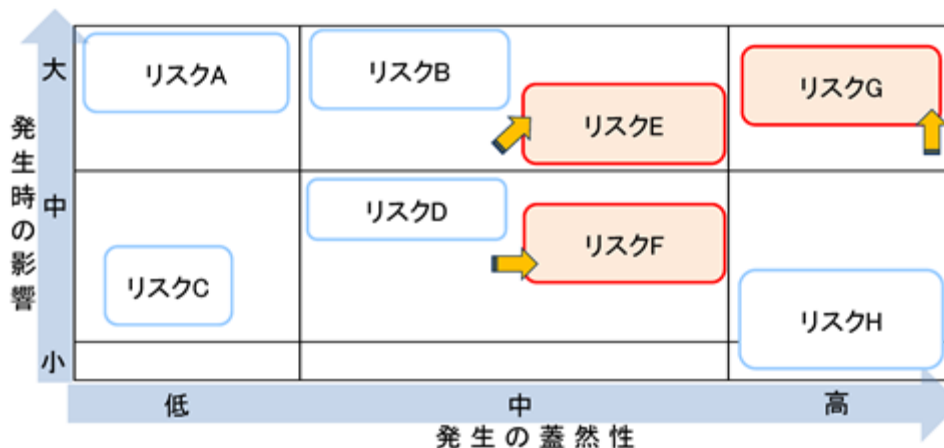 発生時の影響
大
中
小
リスクA
リスクB
リスクE
リスクG
リスクD
リスクF
リスクC
リスクH
低
中
高
発生の蓋然性